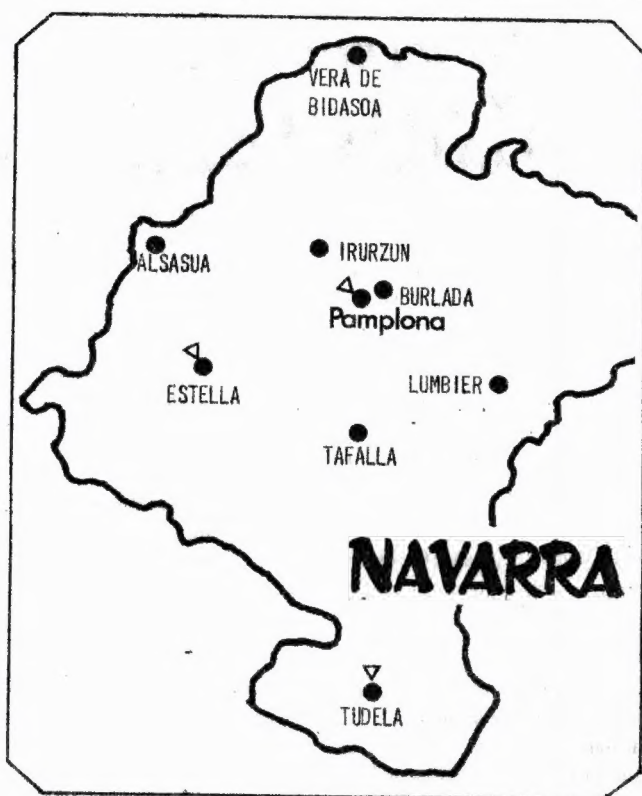 VERA DE
BIDASOA
ALSASUA
IRURZUN
BURLADA
Pamplona
ESTELLA
LUMBIER
TAFALLA
NAVARRA
TUDELA